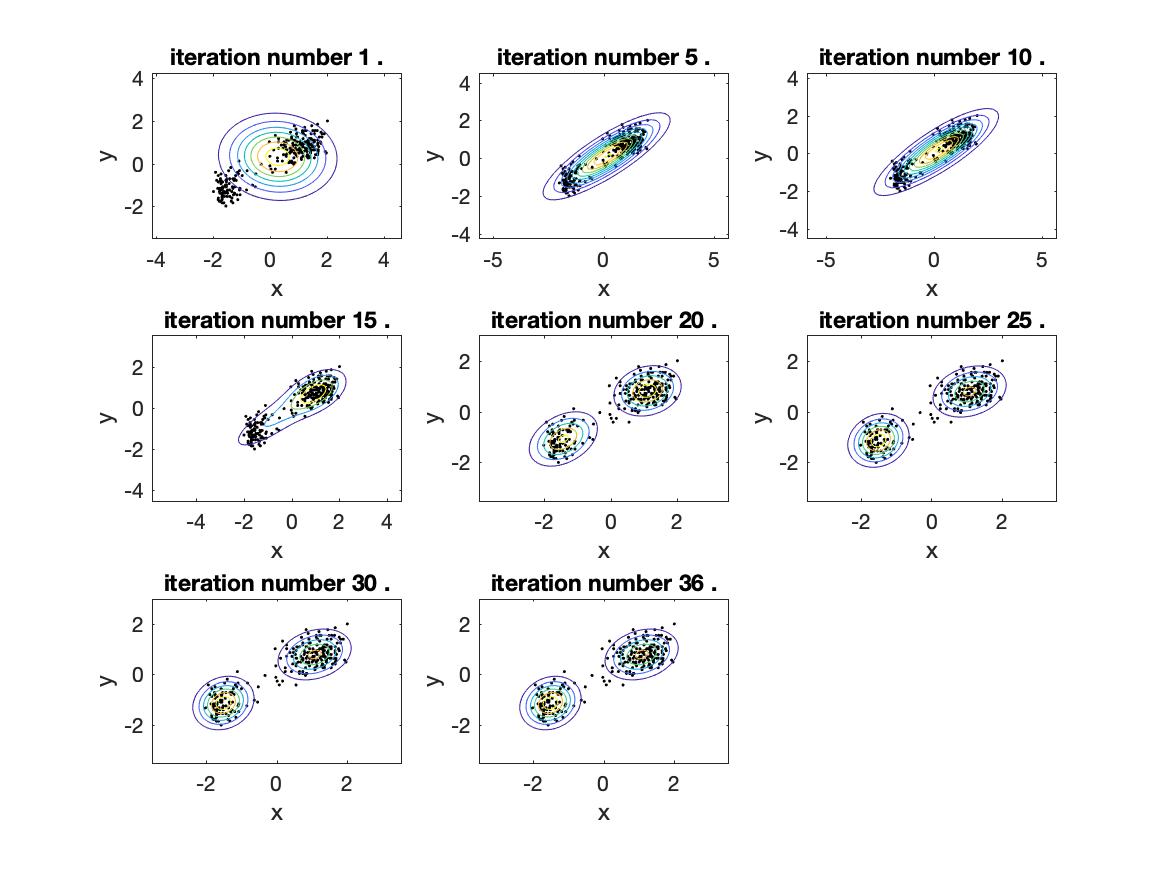 iteration number 1 .
4
2
0
-2
y
-4 -2 0 2 4
x
iteration number 5 .
4
2
0
-2
-4
y
-5 0 5
x
iteration number 10 .
4
2
0
-2
-4
y
-5 0 5
x
iteration number 15 .
2
0
-2
-4
y
-4 -2 0 2 4
x
iteration number 20 .
2
0
-2
y
-2 0 2
x
iteration number 25 .
2
0
-2
y
-2 0 2
x
iteration number 30 .
2
0
-2
y
-2 0 2
x
iteration number 36 .
2
0
-2
y
-2 0 2
x